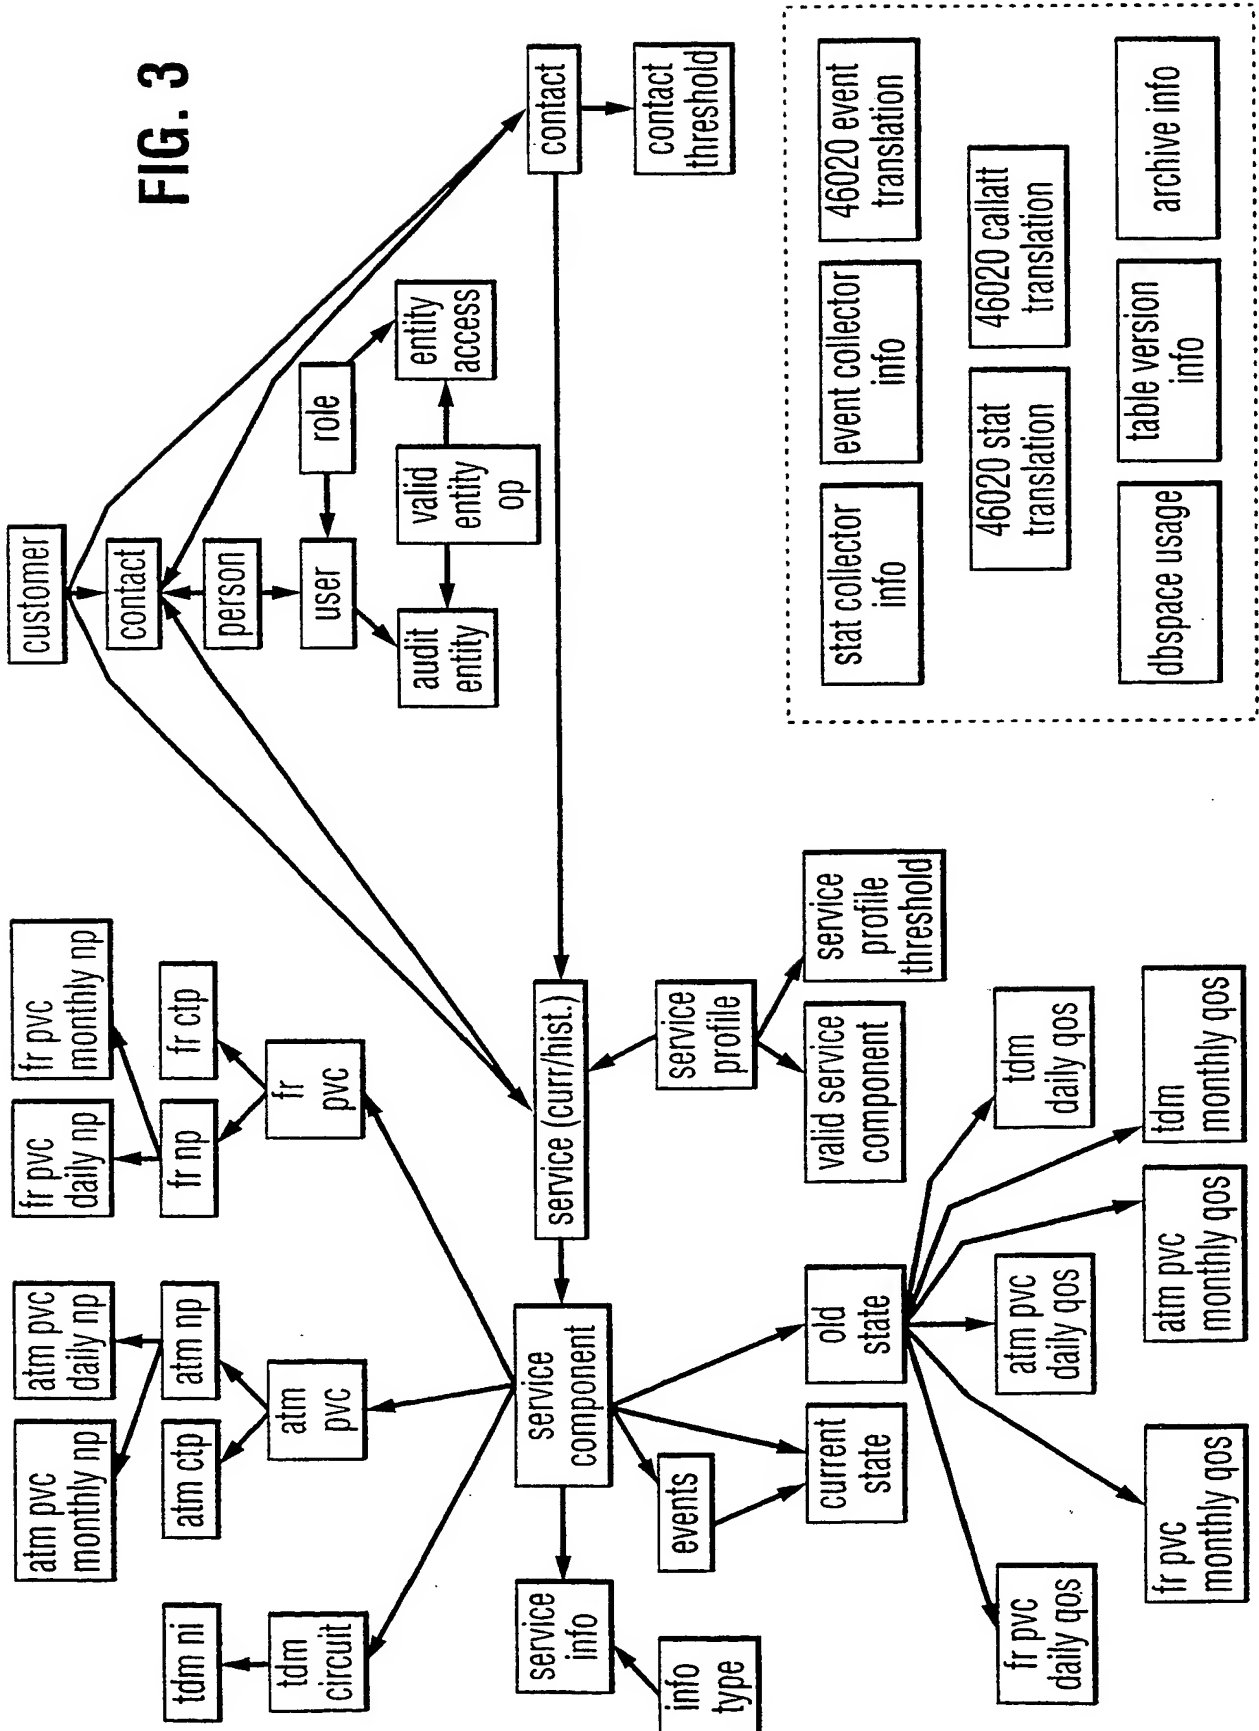 FIG. 3
atm pvc
monthly np
atm pvc
daily np
fr pvc
daily np
fr pvc
monthly np
customer
contact
tdm ni
atm ctp
atm np
fr np
fr ctp
person
tdm
circuit
atm
pvc
fr
pvc
user
role
audit
entity
valid
entity
op
entity
access
service
info
service
component
service (curr/hist.)
contact
info
type
events
service
profile
contact
threshold
current
state
old
state
valid service
component
service
profile
threshold
stat collector
info
event collector
info
46020 event
translation
fr pvc
daily qos
atm pvc
daily qos
tdm
daily qos
46020 stat
translation
46020 callatt
translation
fr pvc
monthly qos
atm pvc
monthly qos
tdm
monthly qos
dbspace usage
table version
info
archive info